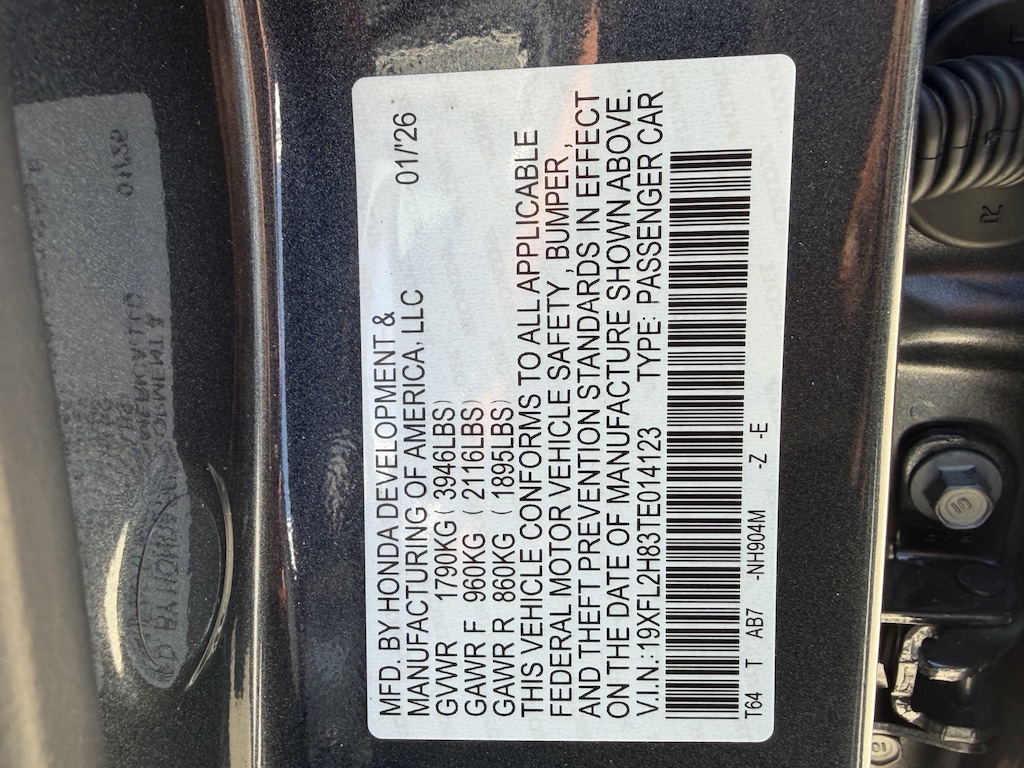 MFD. BY HONDA DEVELOPMENT &
MANUFACTURING OF AMERICA, LLC 01/'26
GVWR 1790KG ( 3946LBS)
GAWR F 960KG ( 2116LBS)
GAWR R 860KG ( 1895LBS)
THIS VEHICLE CONFORMS TO ALL APPLICABLE
FEDERAL MOTOR VEHICLE SAFETY, BUMPER,
AND THEFT PREVENTION STANDARDS IN EFFECT
ON THE DATE OF MANUFACTURE SHOWN ABOVE.
V.I.N.:19XFL2H83TE014123 TYPE: PASSENGER CAR
T64 T AB7 -NH904M -Z -E